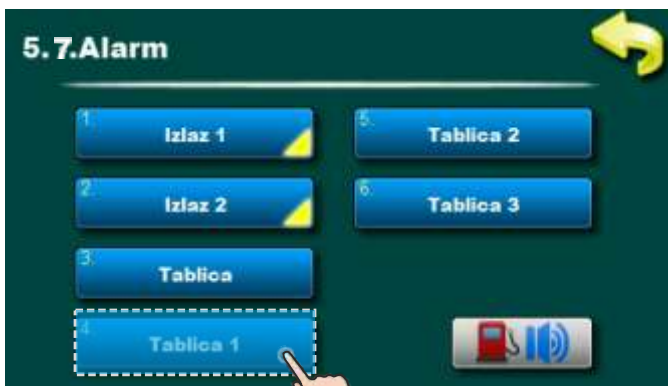 5.7.Alarm
1. Izlaz 1
2. Izlaz 2
3. Tablica
4. Tablica 1
5. Tablica 2
6. Tablica 3